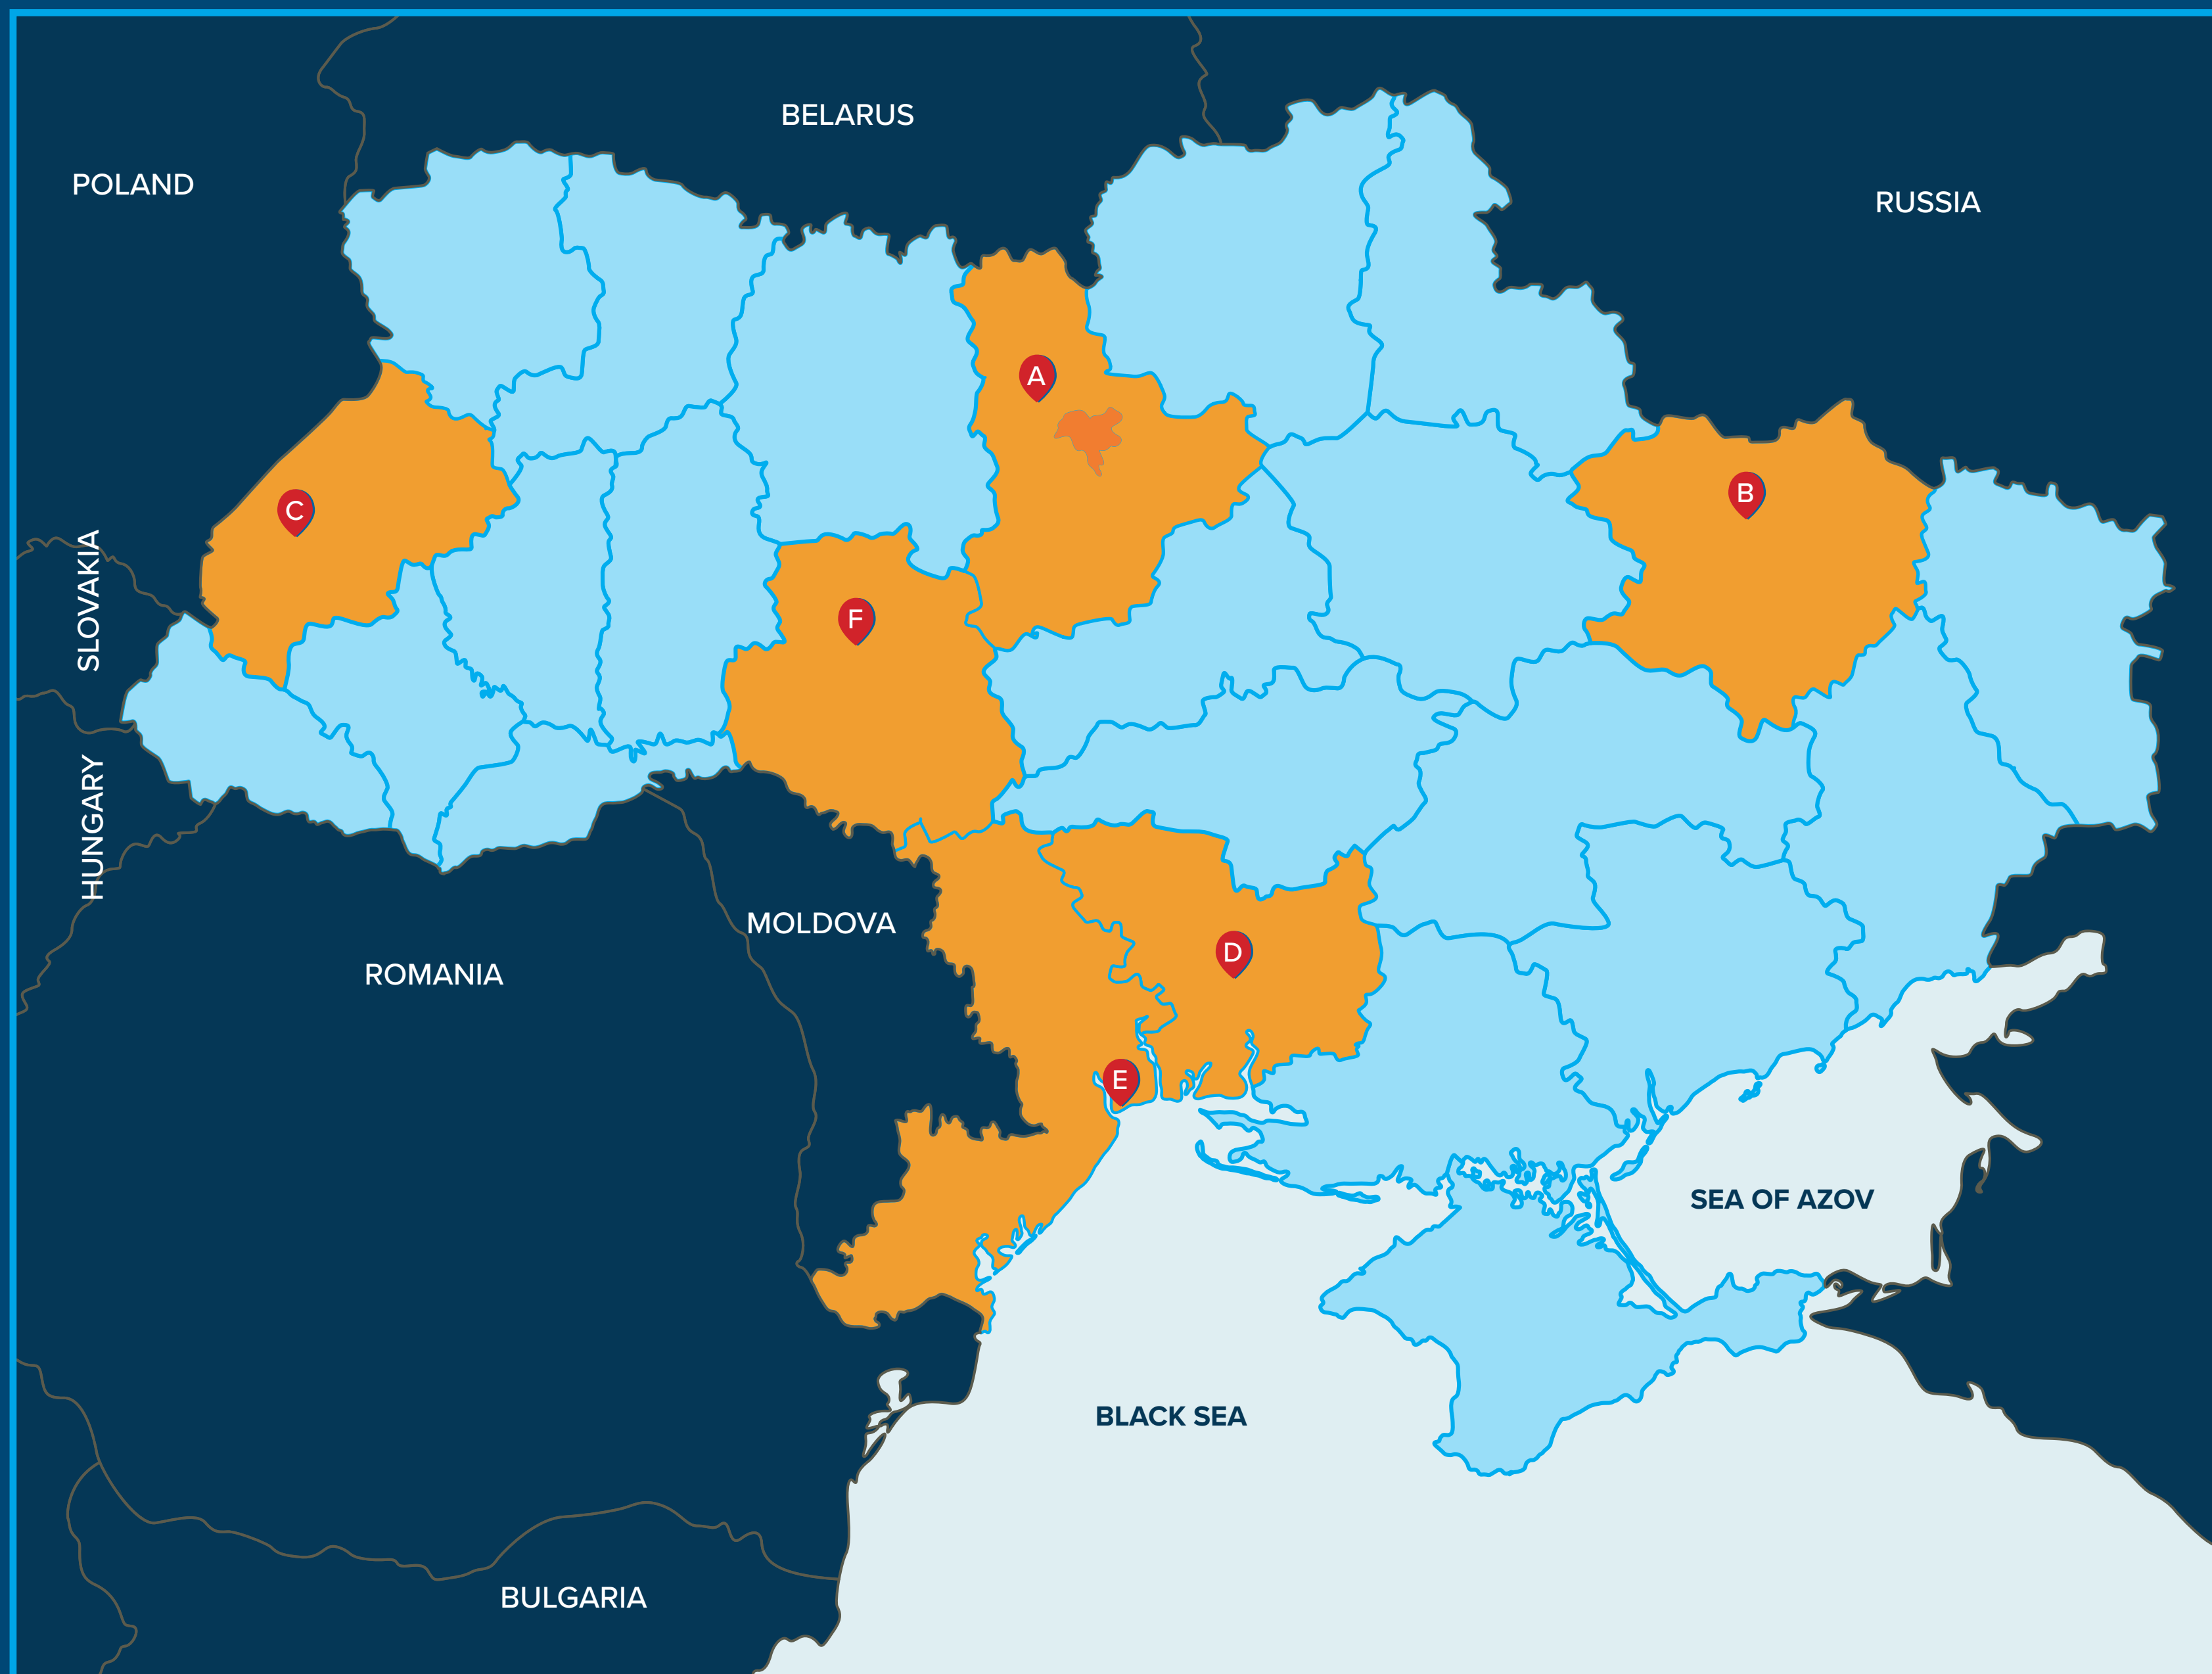 BELARUS
POLAND
RUSSIA
A
B
C
SLOVAKIA
F
HUNGARY
MOLDOVA
D
ROMANIA
E
SEA OF AZOV
BLACK SEA
BULGARIA